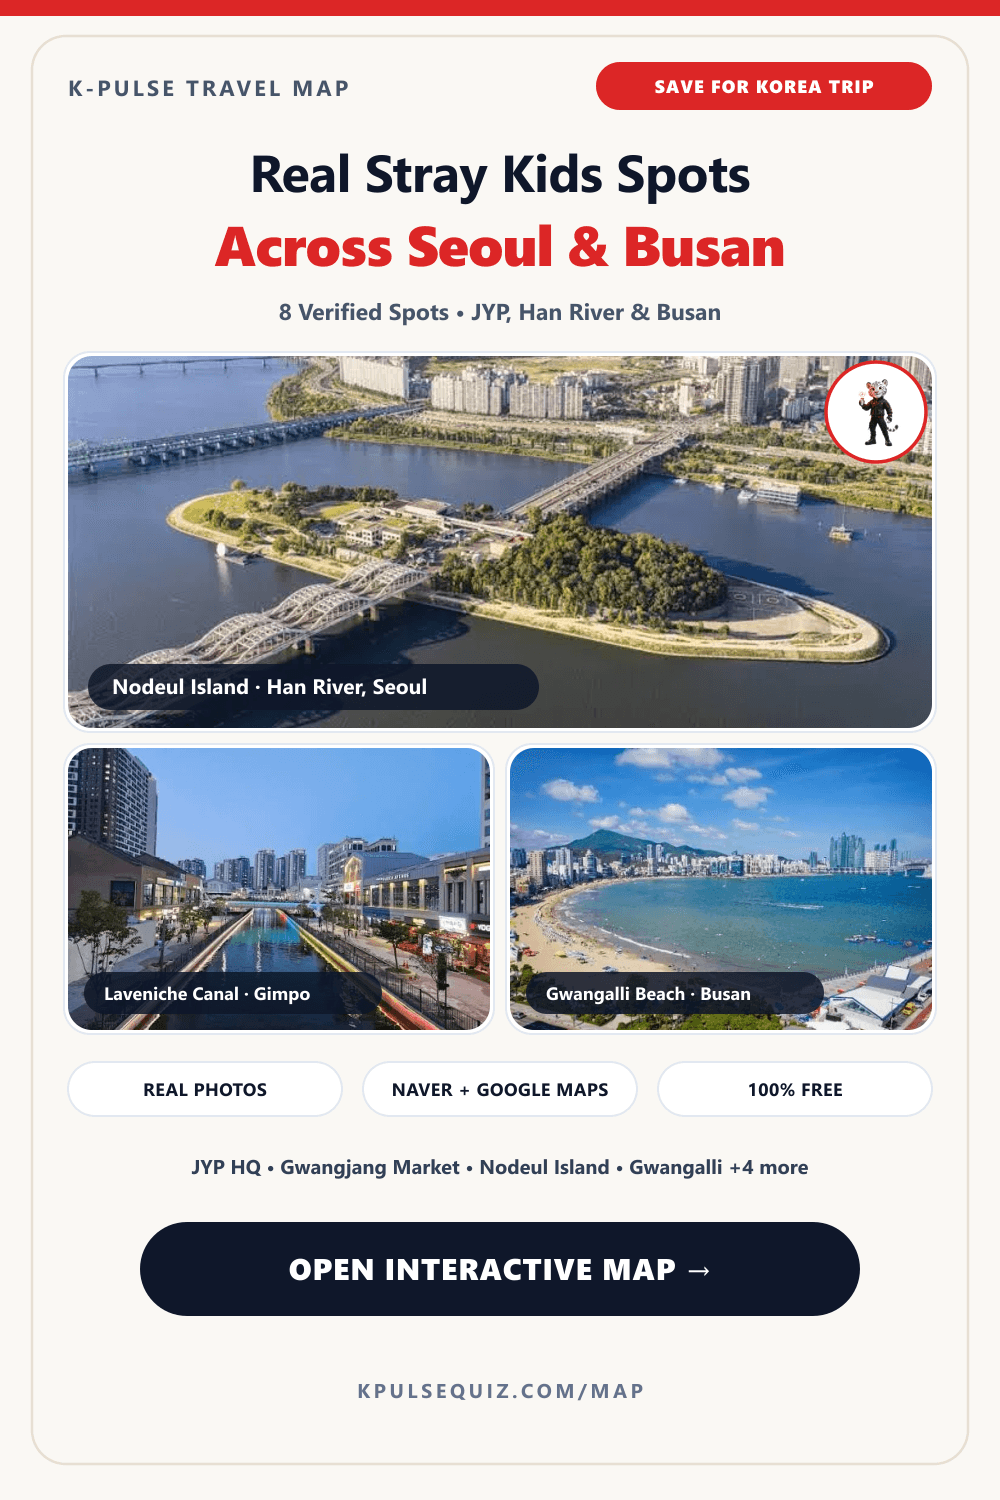 K-PULSE TRAVEL MAP
SAVE FOR KOREA TRIP
Real Stray Kids Spots
Across Seoul & Busan
8 Verified Spots • JYP, Han River & Busan
Nodeul Island · Han River, Seoul
Laveniche Canal · Gimpo
Gwangalli Beach · Busan
REAL PHOTOS
NAVER + GOOGLE MAPS
100% FREE
JYP HQ • Gwangjang Market • Nodeul Island • Gwangalli +4 more
OPEN INTERACTIVE MAP →
KPULSEQUIZ.COM/MAP